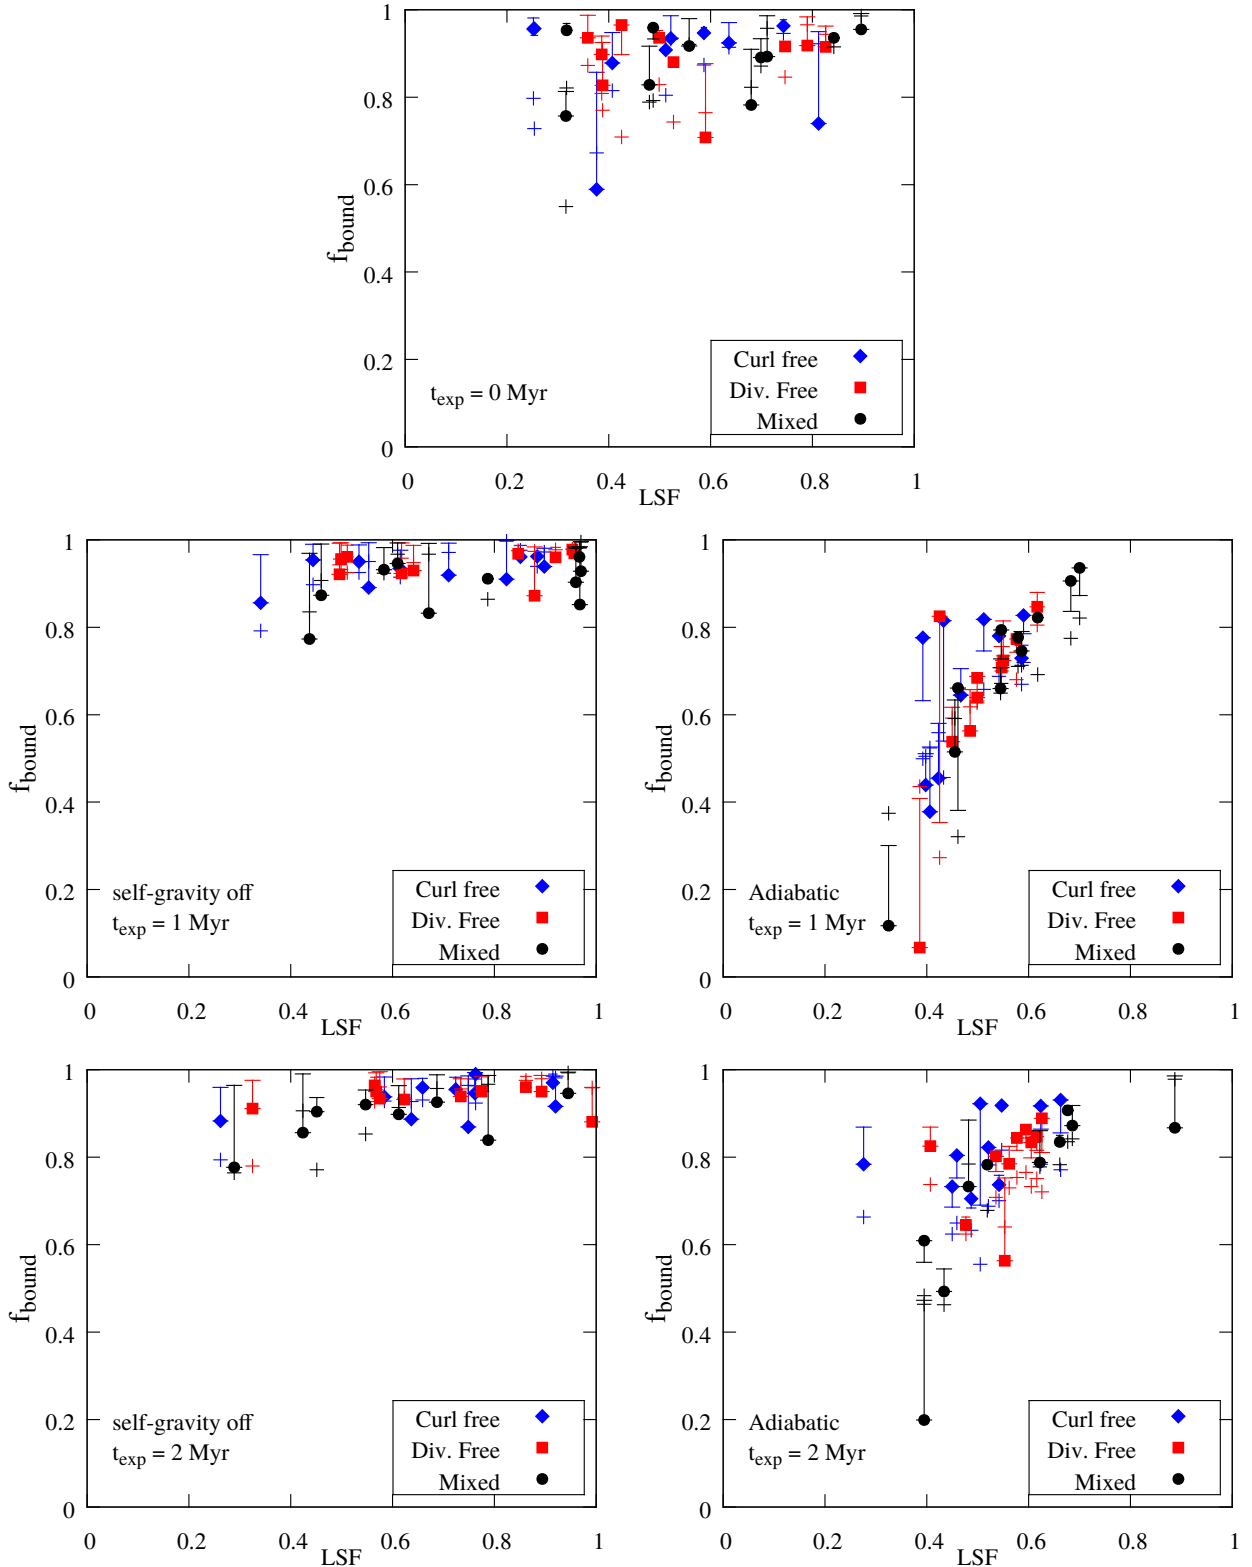 1
0.8
0.6
0.4
0.2
0
f_bound
t_exp = 0 Myr
Curl free
Div. Free
Mixed
0 0.2 0.4 0.6 0.8 1
LSF
1
0.8
0.6
0.4
0.2
0
f_bound
self-gravity off
t_exp = 1 Myr
Curl free
Div. Free
Mixed
0 0.2 0.4 0.6 0.8 1
LSF
1
0.8
0.6
0.4
0.2
0
f_bound
Adiabatic
t_exp = 1 Myr
Curl free
Div. Free
Mixed
0 0.2 0.4 0.6 0.8 1
LSF
1
0.8
0.6
0.4
0.2
0
f_bound
self-gravity off
t_exp = 2 Myr
Curl free
Div. Free
Mixed
0 0.2 0.4 0.6 0.8 1
LSF
1
0.8
0.6
0.4
0.2
0
f_bound
Adiabatic
t_exp = 2 Myr
Curl free
Div. Free
Mixed
0 0.2 0.4 0.6 0.8 1
LSF